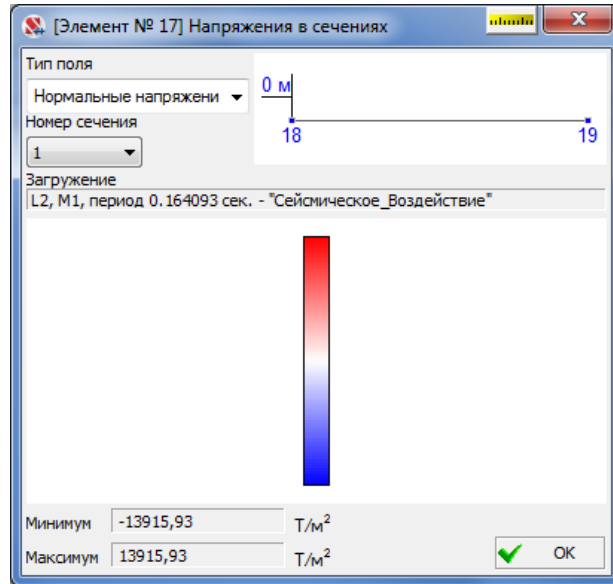 [Элемент № 17] Напряжения в сечениях
Тип поля
Нормальные напряжени
0 м
18
19
Номер сечения
1
Загружение
L2, M1, период 0.164093 сек. - "Сейсмическое_Воздействие"
Минимум -13915,93 Т/м²
Максимум 13915,93 Т/м²
OK